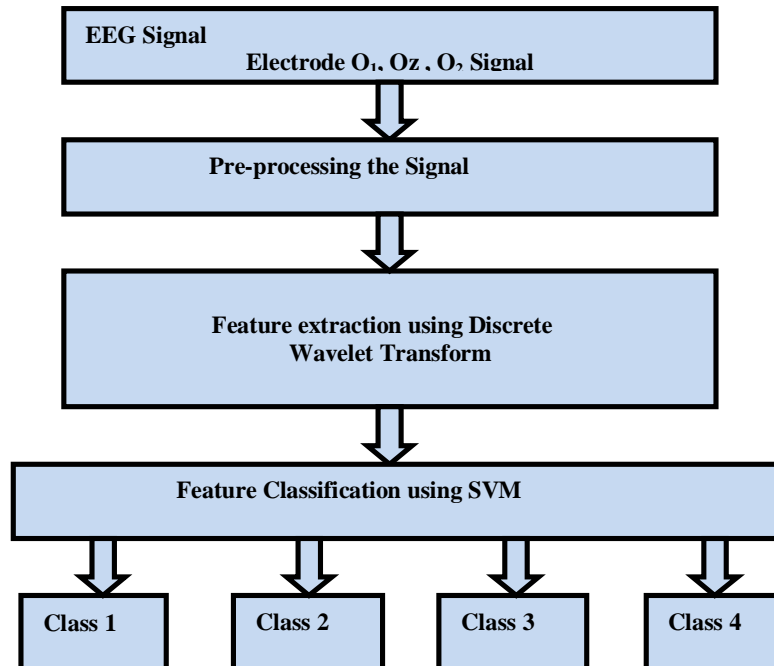 EEG Signal
Electrode O₁, Oz , O₂ Signal
Pre-processing the Signal
Feature extraction using Discrete
Wavelet Transform
Feature Classification using SVM
Class 1
Class 2
Class 3
Class 4